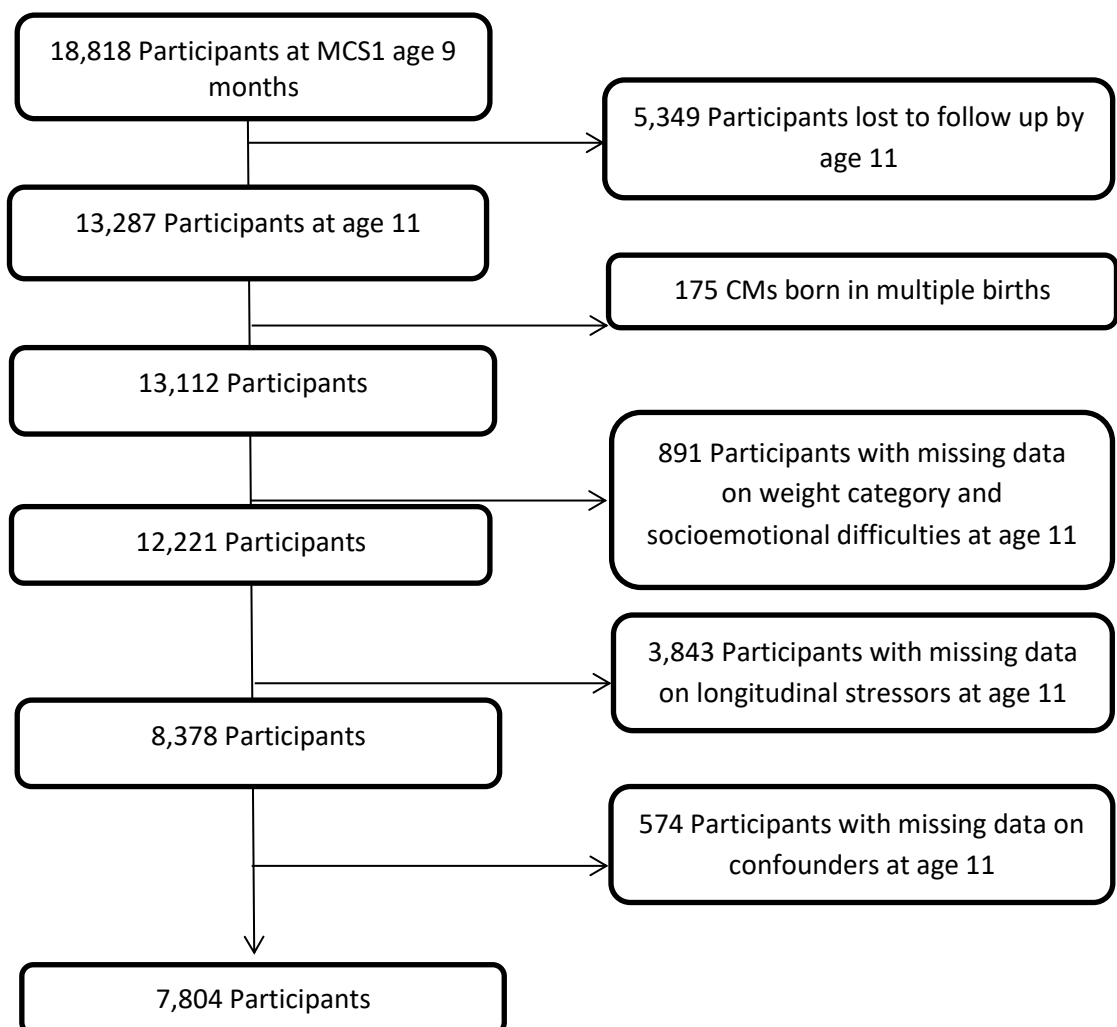 18,818 Participants at MCS1 age 9
months
5,349 Participants lost to follow up by
age 11
13,287 Participants at age 11
175 CMs born in multiple births
13,112 Participants
891 Participants with missing data
on weight category and
socioemotional difficulties at age 11
12,221 Participants
3,843 Participants with missing data
on longitudinal stressors at age 11
8,378 Participants
574 Participants with missing data on
confounders at age 11
7,804 Participants